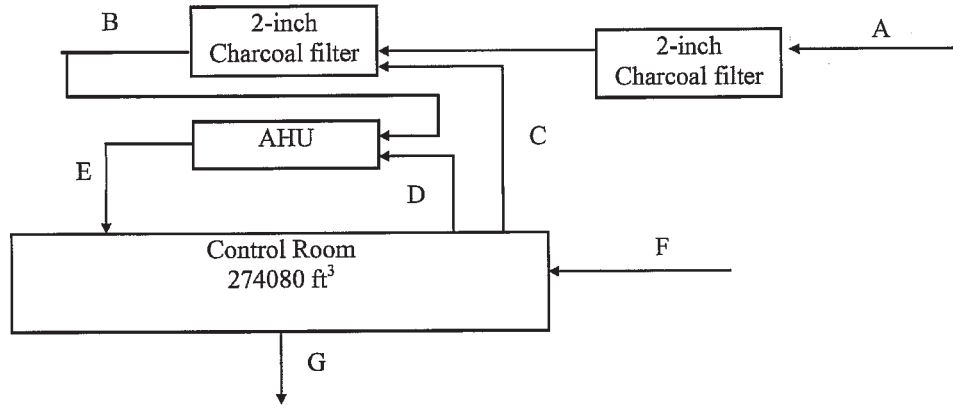 B
2-inch
Charcoal filter
2-inch
Charcoal filter
A
AHU
C
E
D
Control Room
274080 ft³
F
G